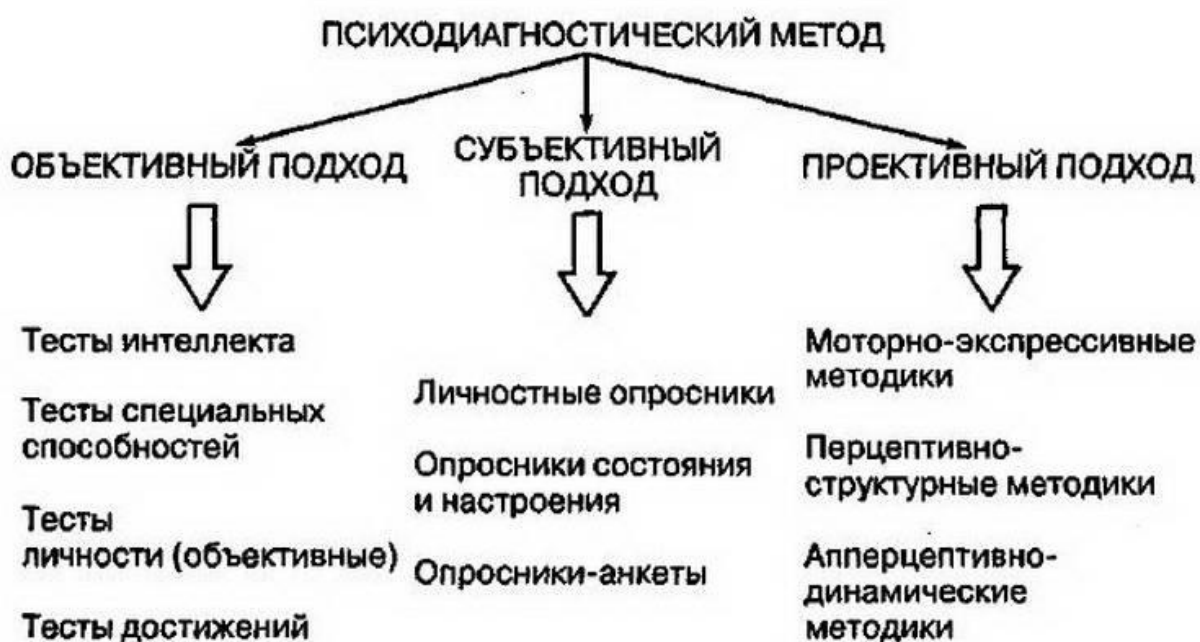 ПСИХОДИАГНОСТИЧЕСКИЙ МЕТОД
ОБЪЕКТИВНЫЙ ПОДХОД
СУБЪЕКТИВНЫЙ
ПОДХОД
ПРОЕКТИВНЫЙ ПОДХОД
Тесты интеллекта
Тесты специальных
способностей
Тесты
личности (объективные)
Тесты достижений
Личностные опросники
Опросники состояния
и настроения
Опросники-анкеты
Моторно-экспрессивные
методики
Перцептивно-
структурные методики
Апперцептивно-
динамические
методики